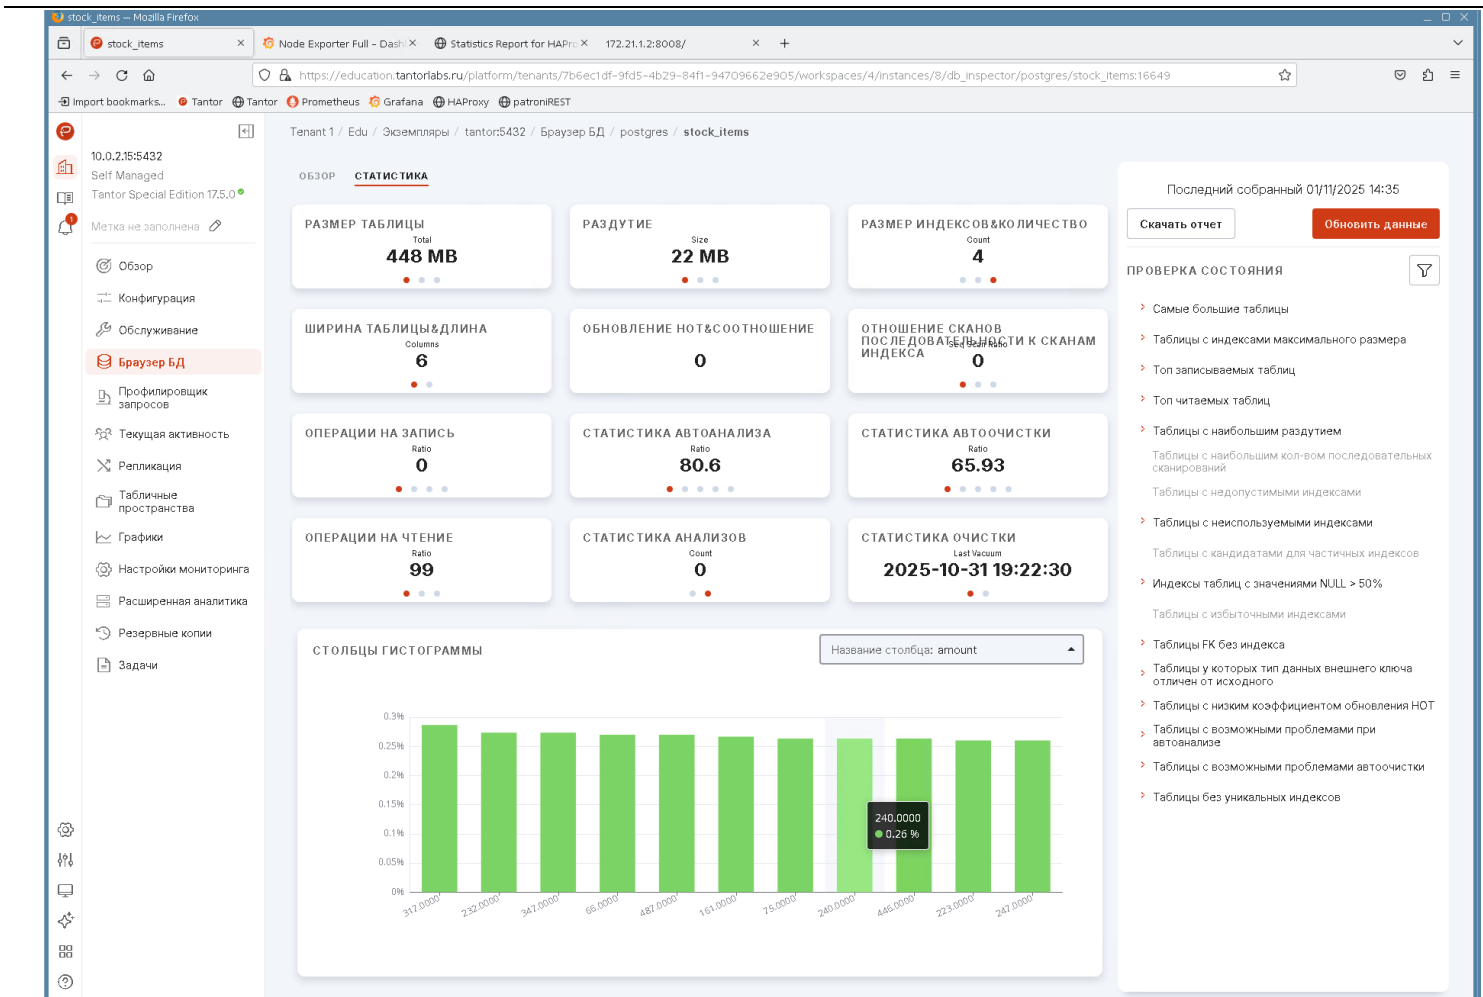 stock_items — Mozilla Firefox
stock_items
Node Exporter Full - Dash
Statistics Report for HAPro
172.21.1.2:8008/
https://education.tantorlabs.ru/platform/tenants/7b6ec1df-9fd5-4b29-84f1-94709662e905/workspaces/4/instances/8/db_inspector/postgres/stock_items:16649
Import bookmarks... Tantor Tantor Prometheus Grafana HAProxy patroniREST
Tenant 1 / Edu / Экземпляры / tantor:5432 / Браузер БД / postgres / stock_items
10.0.2.15:5432
Self Managed
Tantor Special Edition 17.5.0
1
Метка не заполнена
Обзор
Конфигурация
Обслуживание
Браузер БД
Профилировщик
запросов
Текущая активность
Репликация
Табличные
пространства
Графики
Настройки мониторинга
Расширенная аналитика
Резервные копии
Задачи
ОБЗОР СТАТИСТИКА
РАЗМЕР ТАБЛИЦЫ
Total
448 MB
РАЗДУТИЕ
Size
22 MB
РАЗМЕР ИНДЕКСОВ&КОЛИЧЕСТВО
Count
4
ШИРИНА ТАБЛИЦЫ&ДЛИНА
Columns
6
ОБНОВЛЕНИЕ HOT&СООТНОШЕНИЕ
0
ОТНОШЕНИЕ СКАНОВ
ПОСЛЕДОВАТЕЛЬНОСТИ К СКАНАМ
ИНДЕКСА
Seq Scan Ratio
0
ОПЕРАЦИИ НА ЗАПИСЬ
Ratio
0
СТАТИСТИКА АВТОАНАЛИЗА
Ratio
80.6
СТАТИСТИКА АВТООЧИСТКИ
Ratio
65.93
ОПЕРАЦИИ НА ЧТЕНИЕ
Ratio
99
СТАТИСТИКА АНАЛИЗОВ
Count
0
СТАТИСТИКА ОЧИСТКИ
Last Vacuum
2025-10-31 19:22:30
СТОЛБЦЫ ГИСТОГРАММЫ
Название столбца: amount
0.3%
0.25%
0.2%
0.15%
0.1%
0.05%
0%
240.0000
0.26 %
317.0000 232.0000 347.0000 66.0000 487.0000 161.0000 75.0000 240.0000 446.0000 223.0000 247.0000
Последний собранный 01/11/2025 14:35
Скачать отчет
Обновить данные
ПРОВЕРКА СОСТОЯНИЯ
Самые большие таблицы
Таблицы с индексами максимального размера
Топ записываемых таблиц
Топ читаемых таблиц
Таблицы с наибольшим раздутием
Таблицы с наибольшим кол-вом последовательных
сканирований
Таблицы с недопустимыми индексами
Таблицы с неиспользуемыми индексами
Таблицы с кандидатами для частичных индексов
Индексы таблиц с значениями NULL > 50%
Таблицы с избыточными индексами
Таблицы FK без индекса
Таблицы у которых тип данных внешнего ключа
отличен от исходного
Таблицы с низким коэффициентом обновления HOT
Таблицы с возможными проблемами при
автоанализе
Таблицы с возможными проблемами автоочистки
Таблицы без уникальных индексов